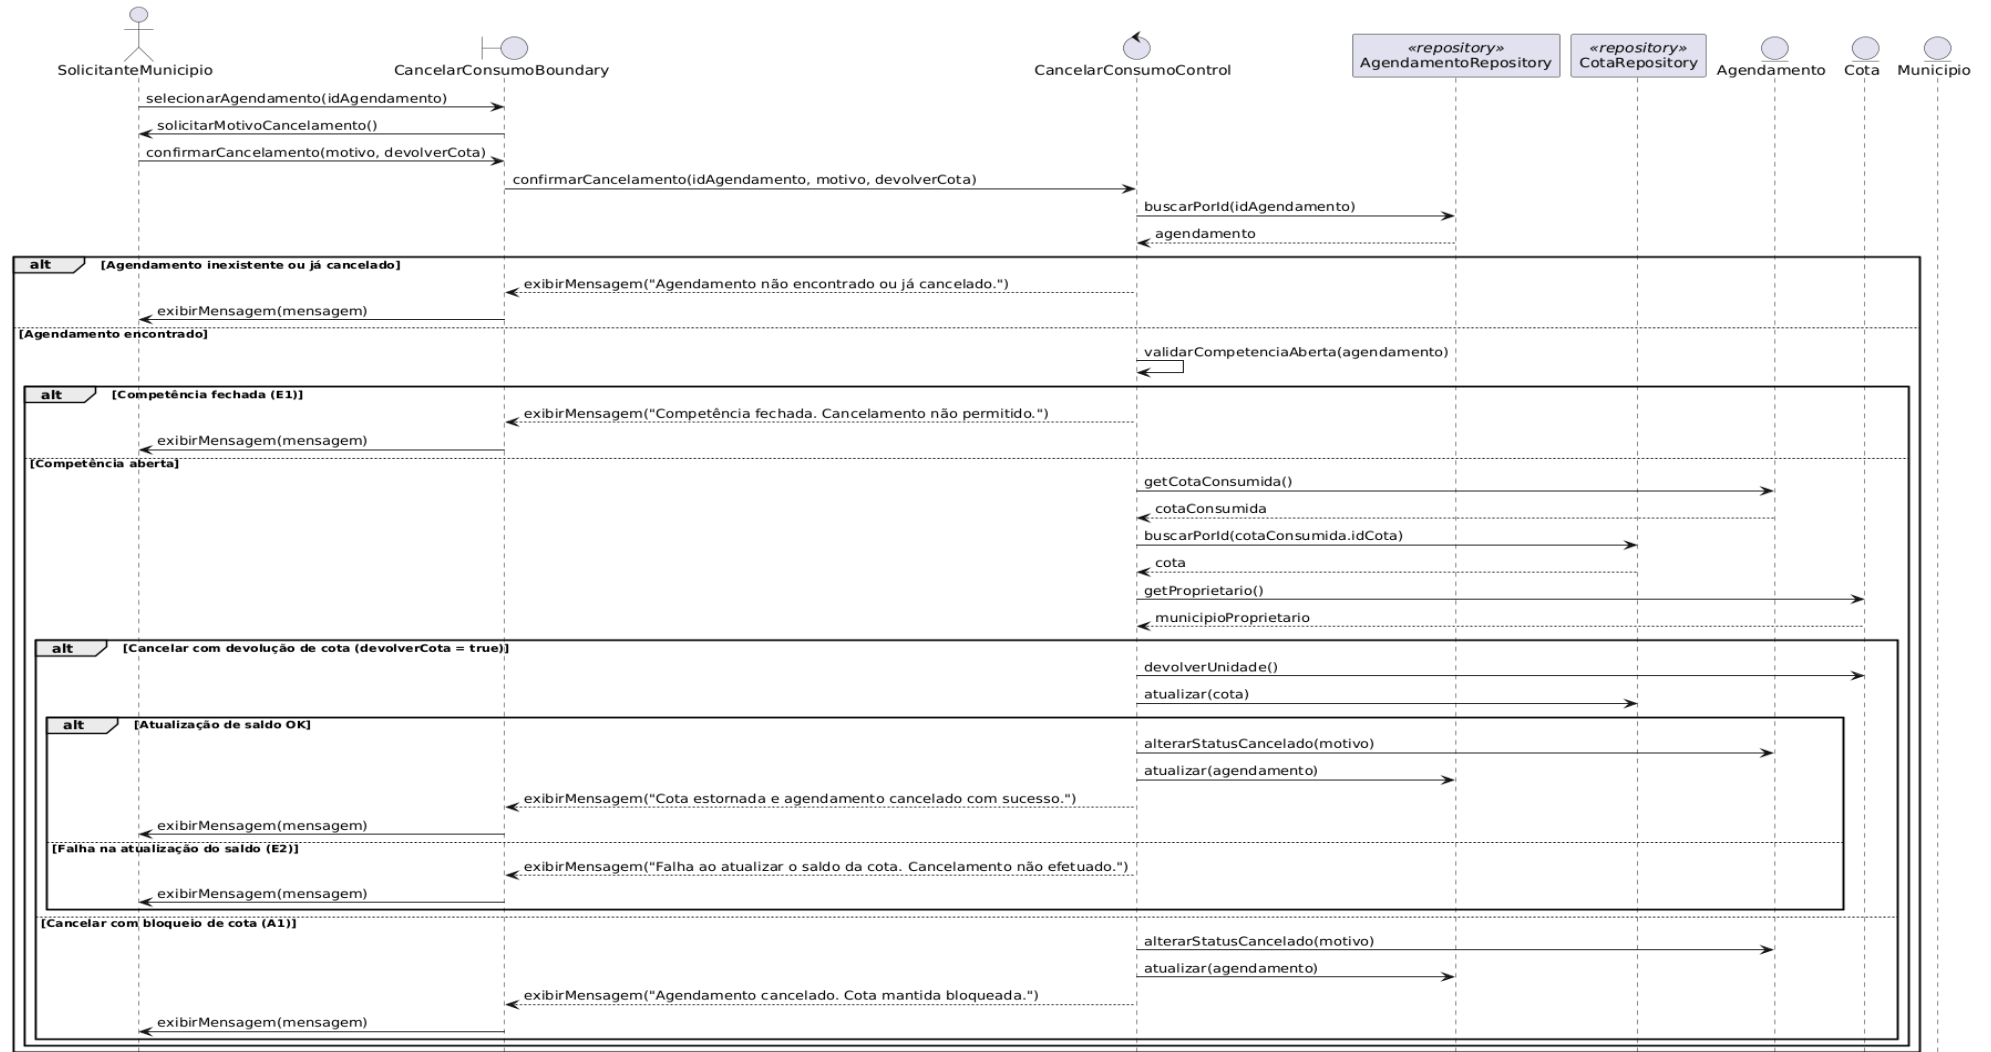 SolicitanteMunicipio
CancelarConsumoBoundary
CancelarConsumoControl
«repository»
AgendamentoRepository
«repository»
CotaRepository
Agendamento
Cota
Municipio
selecionarAgendamento(idAgendamento)
solicitarMotivoCancelamento()
confirmarCancelamento(motivo, devolverCota)
confirmarCancelamento(idAgendamento, motivo, devolverCota)
buscarPorId(idAgendamento)
agendamento
alt [Agendamento inexistente ou já cancelado]
exibirMensagem("Agendamento não encontrado ou já cancelado.")
exibirMensagem(mensagem)
[Agendamento encontrado]
validarCompetenciaAberta(agendamento)
alt [Competência fechada (E1)]
exibirMensagem("Competência fechada. Cancelamento não permitido.")
exibirMensagem(mensagem)
[Competência aberta]
getCotaConsumida()
cotaConsumida
buscarPorId(cotaConsumida.idCota)
cota
getProprietario()
municipioProprietario
alt [Cancelar com devolução de cota (devolverCota = true)]
devolverUnidade()
atualizar(cota)
alt [Atualização de saldo OK]
alterarStatusCancelado(motivo)
atualizar(agendamento)
exibirMensagem("Cota estornada e agendamento cancelado com sucesso.")
exibirMensagem(mensagem)
[Falha na atualização do saldo (E2)]
exibirMensagem("Falha ao atualizar o saldo da cota. Cancelamento não efetuado.")
exibirMensagem(mensagem)
[Cancelar com bloqueio de cota (A1)]
alterarStatusCancelado(motivo)
atualizar(agendamento)
exibirMensagem("Agendamento cancelado. Cota mantida bloqueada.")
exibirMensagem(mensagem)